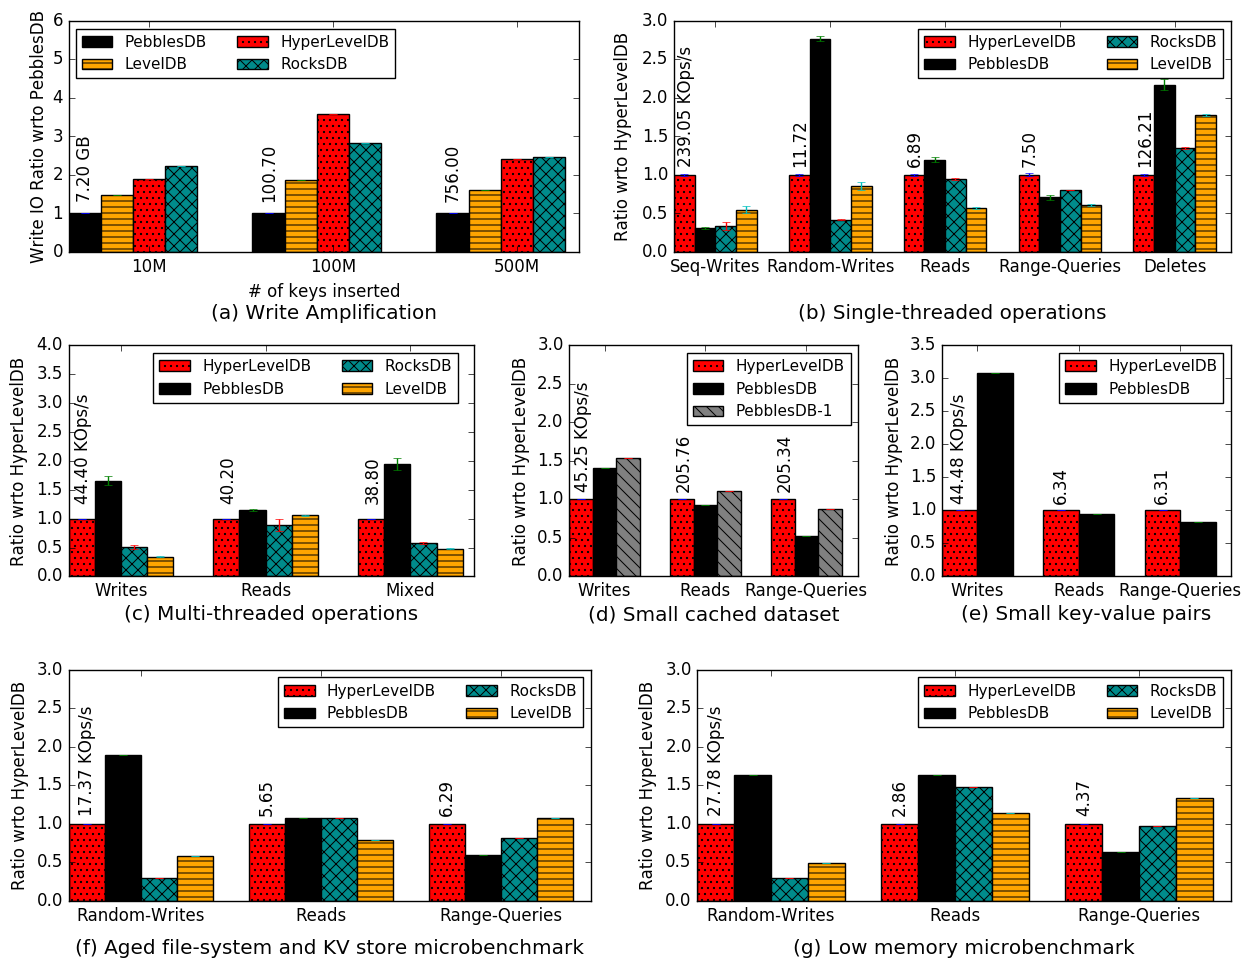 Write IO Ratio wrto PebblesDB
6
5
4
3
2
1
0
PebblesDB
HyperLevelDB
LevelDB
RocksDB
7.20 GB
100.70
756.00
10M
100M
500M
# of keys inserted
(a) Write Amplification
Ratio wrto HyperLevelDB
3.0
2.5
2.0
1.5
1.0
0.5
0.0
HyperLevelDB
RocksDB
PebblesDB
LevelDB
239.05 KOps/s
11.72
6.89
7.50
126.21
Seq-Writes
Random-Writes
Reads
Range-Queries
Deletes
(b) Single-threaded operations
Ratio wrto HyperLevelDB
4.0
3.5
3.0
2.5
2.0
1.5
1.0
0.5
0.0
HyperLevelDB
RocksDB
PebblesDB
LevelDB
44.40 KOps/s
40.20
38.80
Writes
Reads
Mixed
(c) Multi-threaded operations
Ratio wrto HyperLevelDB
3.0
2.5
2.0
1.5
1.0
0.5
0.0
HyperLevelDB
PebblesDB
PebblesDB-1
45.25 KOps/s
205.76
205.34
Writes
Reads
Range-Queries
(d) Small cached dataset
Ratio wrto HyperLevelDB
3.5
3.0
2.5
2.0
1.5
1.0
0.5
0.0
HyperLevelDB
PebblesDB
44.48 KOps/s
6.34
6.31
Writes
Reads
Range-Queries
(e) Small key-value pairs
Ratio wrto HyperLevelDB
3.0
2.5
2.0
1.5
1.0
0.5
0.0
HyperLevelDB
RocksDB
PebblesDB
LevelDB
17.37 KOps/s
5.65
6.29
Random-Writes
Reads
Range-Queries
(f) Aged file-system and KV store microbenchmark
Ratio wrto HyperLevelDB
3.0
2.5
2.0
1.5
1.0
0.5
0.0
HyperLevelDB
RocksDB
PebblesDB
LevelDB
27.78 KOps/s
2.86
4.37
Random-Writes
Reads
Range-Queries
(g) Low memory microbenchmark